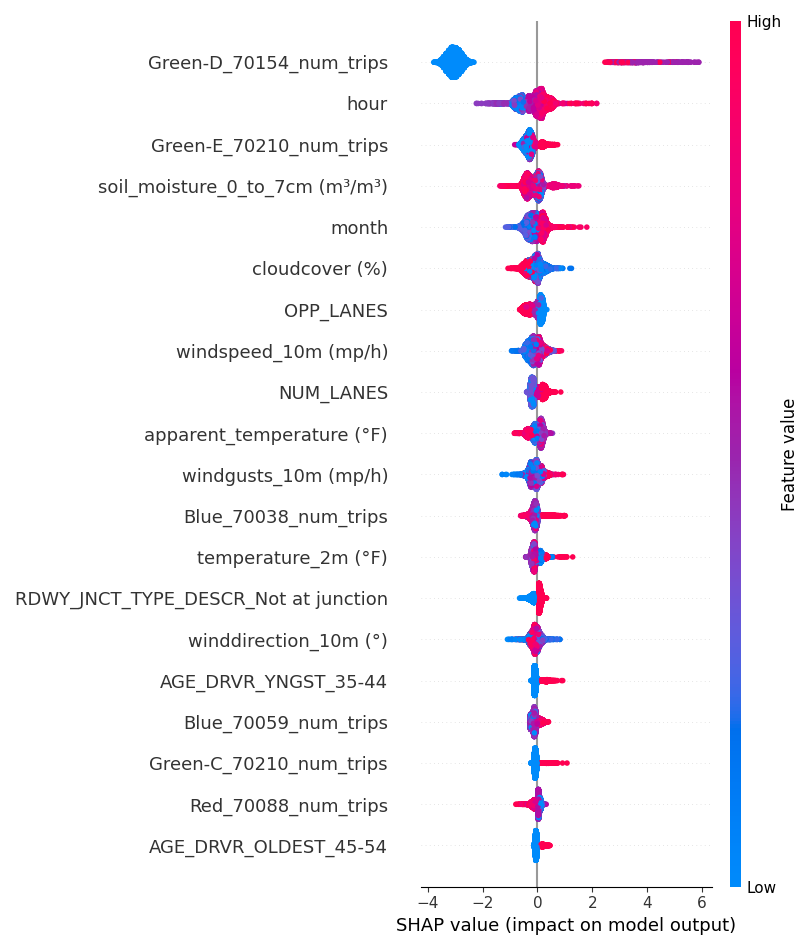 High
Green-D_70154_num_trips
hour
Green-E_70210_num_trips
soil_moisture_0_to_7cm (m³/m³)
month
cloudcover (%)
OPP_LANES
windspeed_10m (mp/h)
NUM_LANES
apparent_temperature (°F)
windgusts_10m (mp/h)
Blue_70038_num_trips
temperature_2m (°F)
RDWY_JNCT_TYPE_DESCR_Not at junction
winddirection_10m (°)
AGE_DRVR_YNGST_35-44
Blue_70059_num_trips
Green-C_70210_num_trips
Red_70088_num_trips
AGE_DRVR_OLDEST_45-54
Feature value
Low
−4 −2 0 2 4 6
SHAP value (impact on model output)